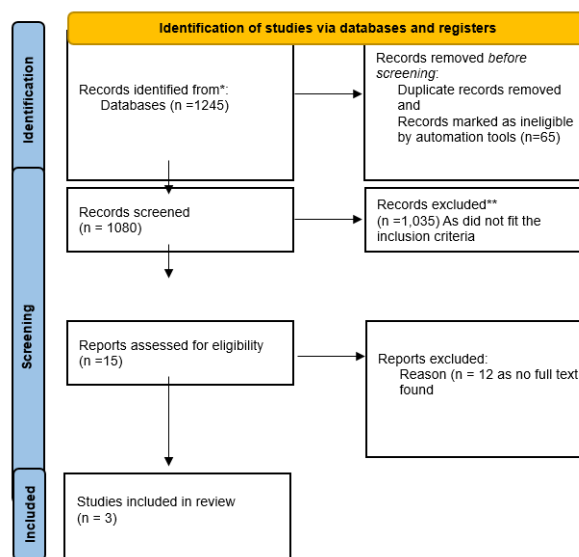 Identification of studies via databases and registers
Identification
Records identified from*:
Databases (n =1245)
Records removed before
screening:
Duplicate records removed
and
Records marked as ineligible
by automation tools (n=65)
Screening
Records screened
(n = 1080)
Records excluded**
(n =1,035) As did not fit the
inclusion criteria
Reports assessed for eligibility
(n =15)
Reports excluded:
Reason (n = 12 as no full text
found
Included
Studies included in review
(n = 3)